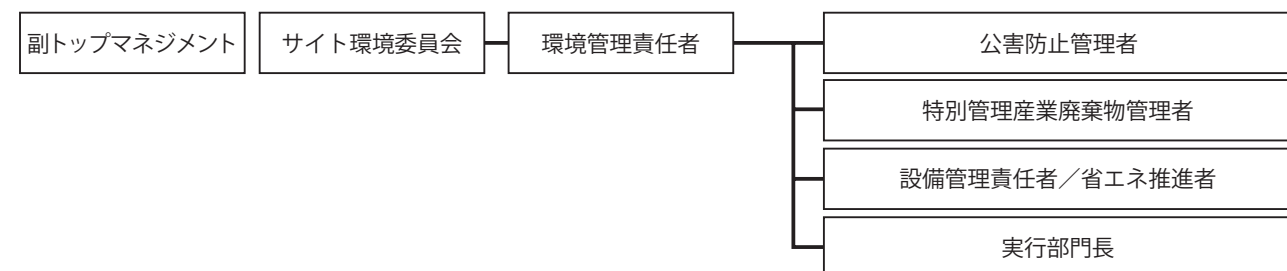 副トップマネジメント
サイト環境委員会
環境管理責任者
公害防止管理者
特別管理産業廃棄物管理者
設備管理責任者／省エネ推進者
実行部門長